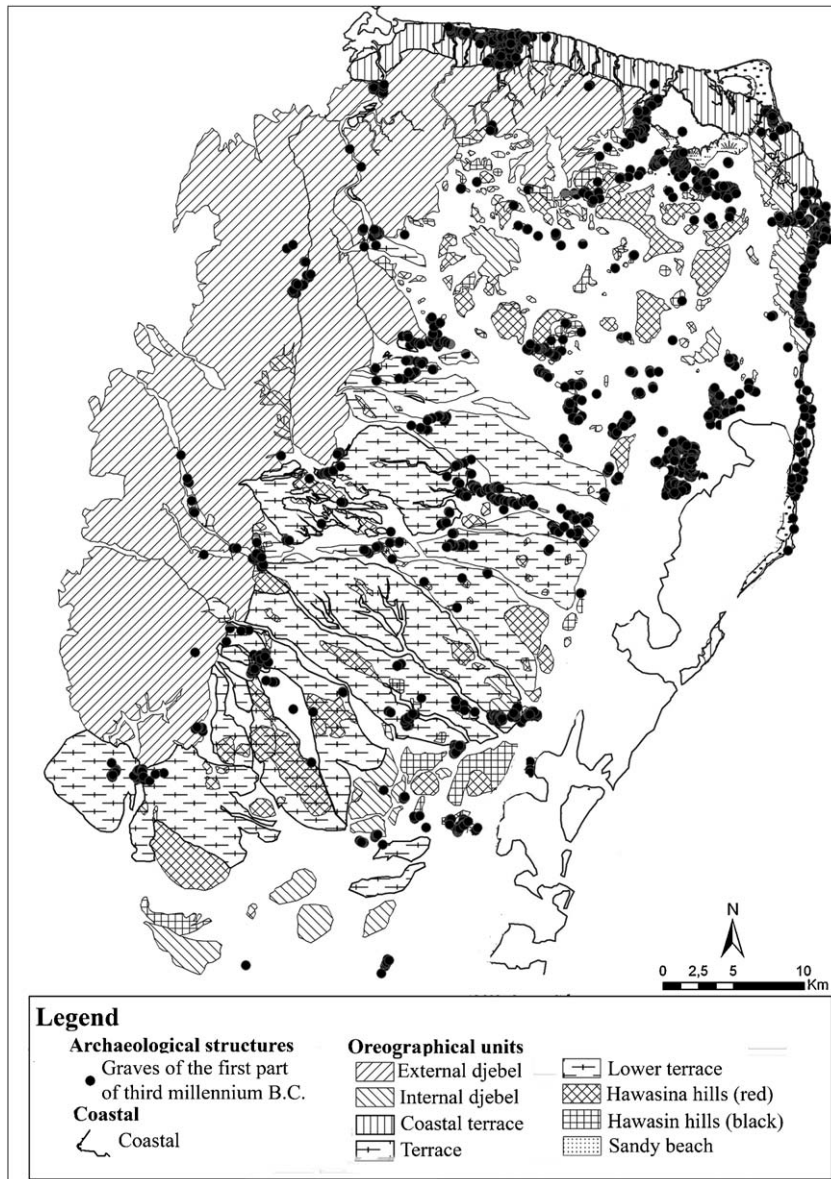 N
0 2,5 5 10
Km
Legend
Archaeological structures
Graves of the first part
of third millennium B.C.
Coastal
Coastal
Oreographical units
External djebel
Internal djebel
Coastal terrace
Terrace
Lower terrace
Hawasina hills (red)
Hawasin hills (black)
Sandy beach